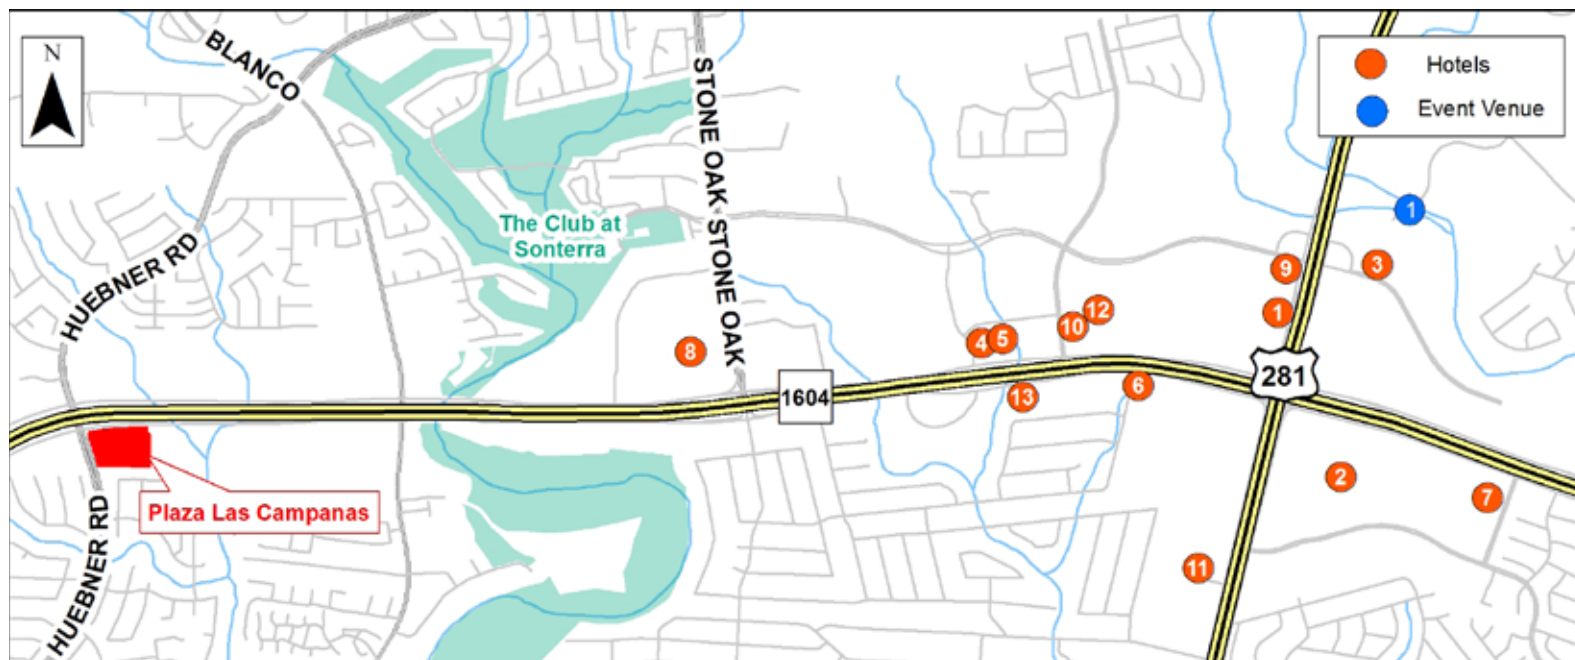 N
BLANCO
STONE OAK
STONE OAK
HUEBNER RD
The Club at
Sonterra
Hotels
Event Venue
1
3
9
1
12
10
5
4
8
6
13
1604
281
2
7
11
Plaza Las Campanas
HUEBNER RD